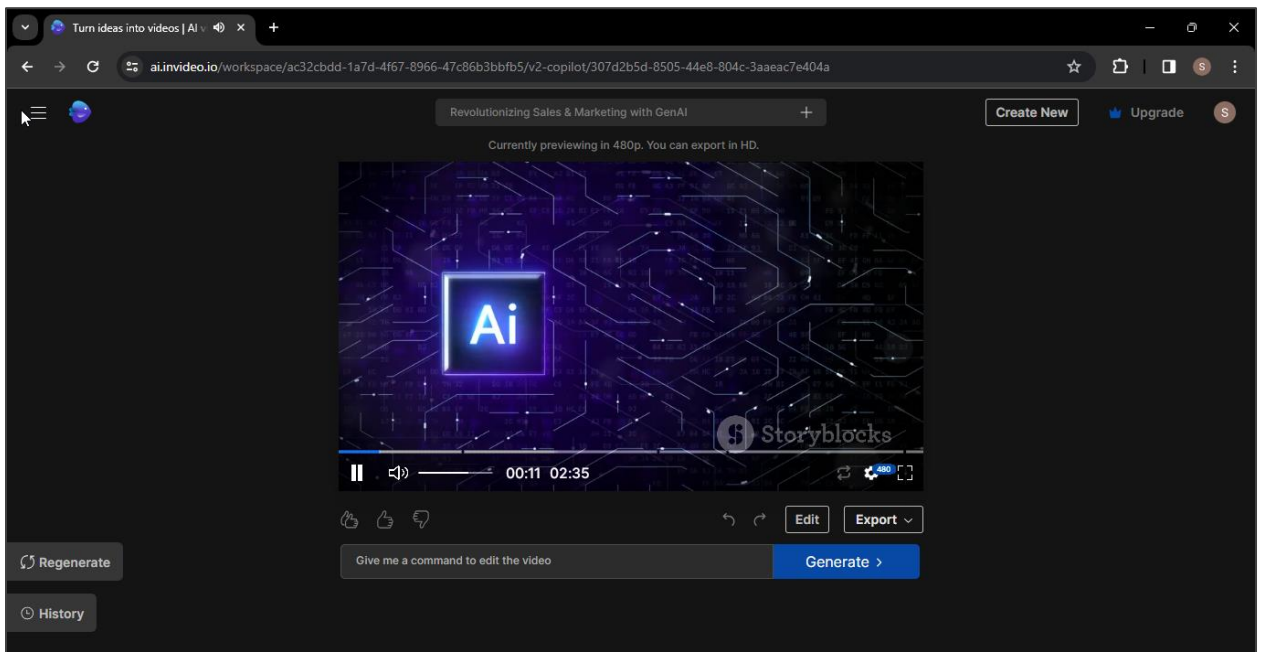 Turn ideas into videos | AI v
ai.invideo.io/workspace/ac32cbdd-1a7d-4f67-8966-47c86b3bbfb5/v2-copilot/307d2b5d-8505-44e8-804c-3aaeac7e404a
S
Revolutionizing Sales & Marketing with GenAI
Create New
Upgrade
S
Currently previewing in 480p. You can export in HD.
Ai
Storyblocks
00:11 02:35
480
Edit
Export
Regenerate
Give me a command to edit the video
Generate >
History